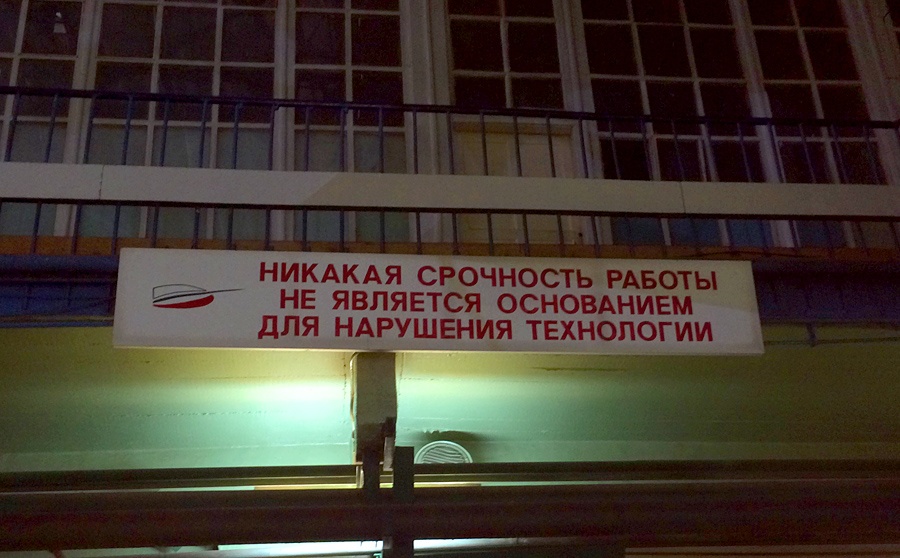 НИКАКАЯ СРОЧНОСТЬ РАБОТЫ
НЕ ЯВЛЯЕТСЯ ОСНОВАНИЕМ
ДЛЯ НАРУШЕНИЯ ТЕХНОЛОГИИ